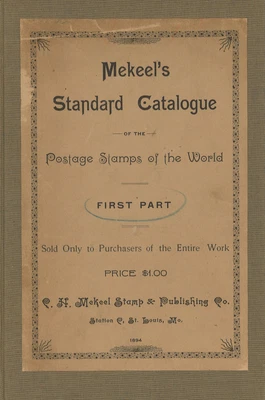 Mekeel's
Standard Catalogue
OF THE
Postage Stamps of the World
FIRST PART
Sold Only to Purchasers of the Entire Work
PRICE $1.00
C. H. Mekeel Stamp & Publishing Co.
Station C, St. Louis, Mo.
1894